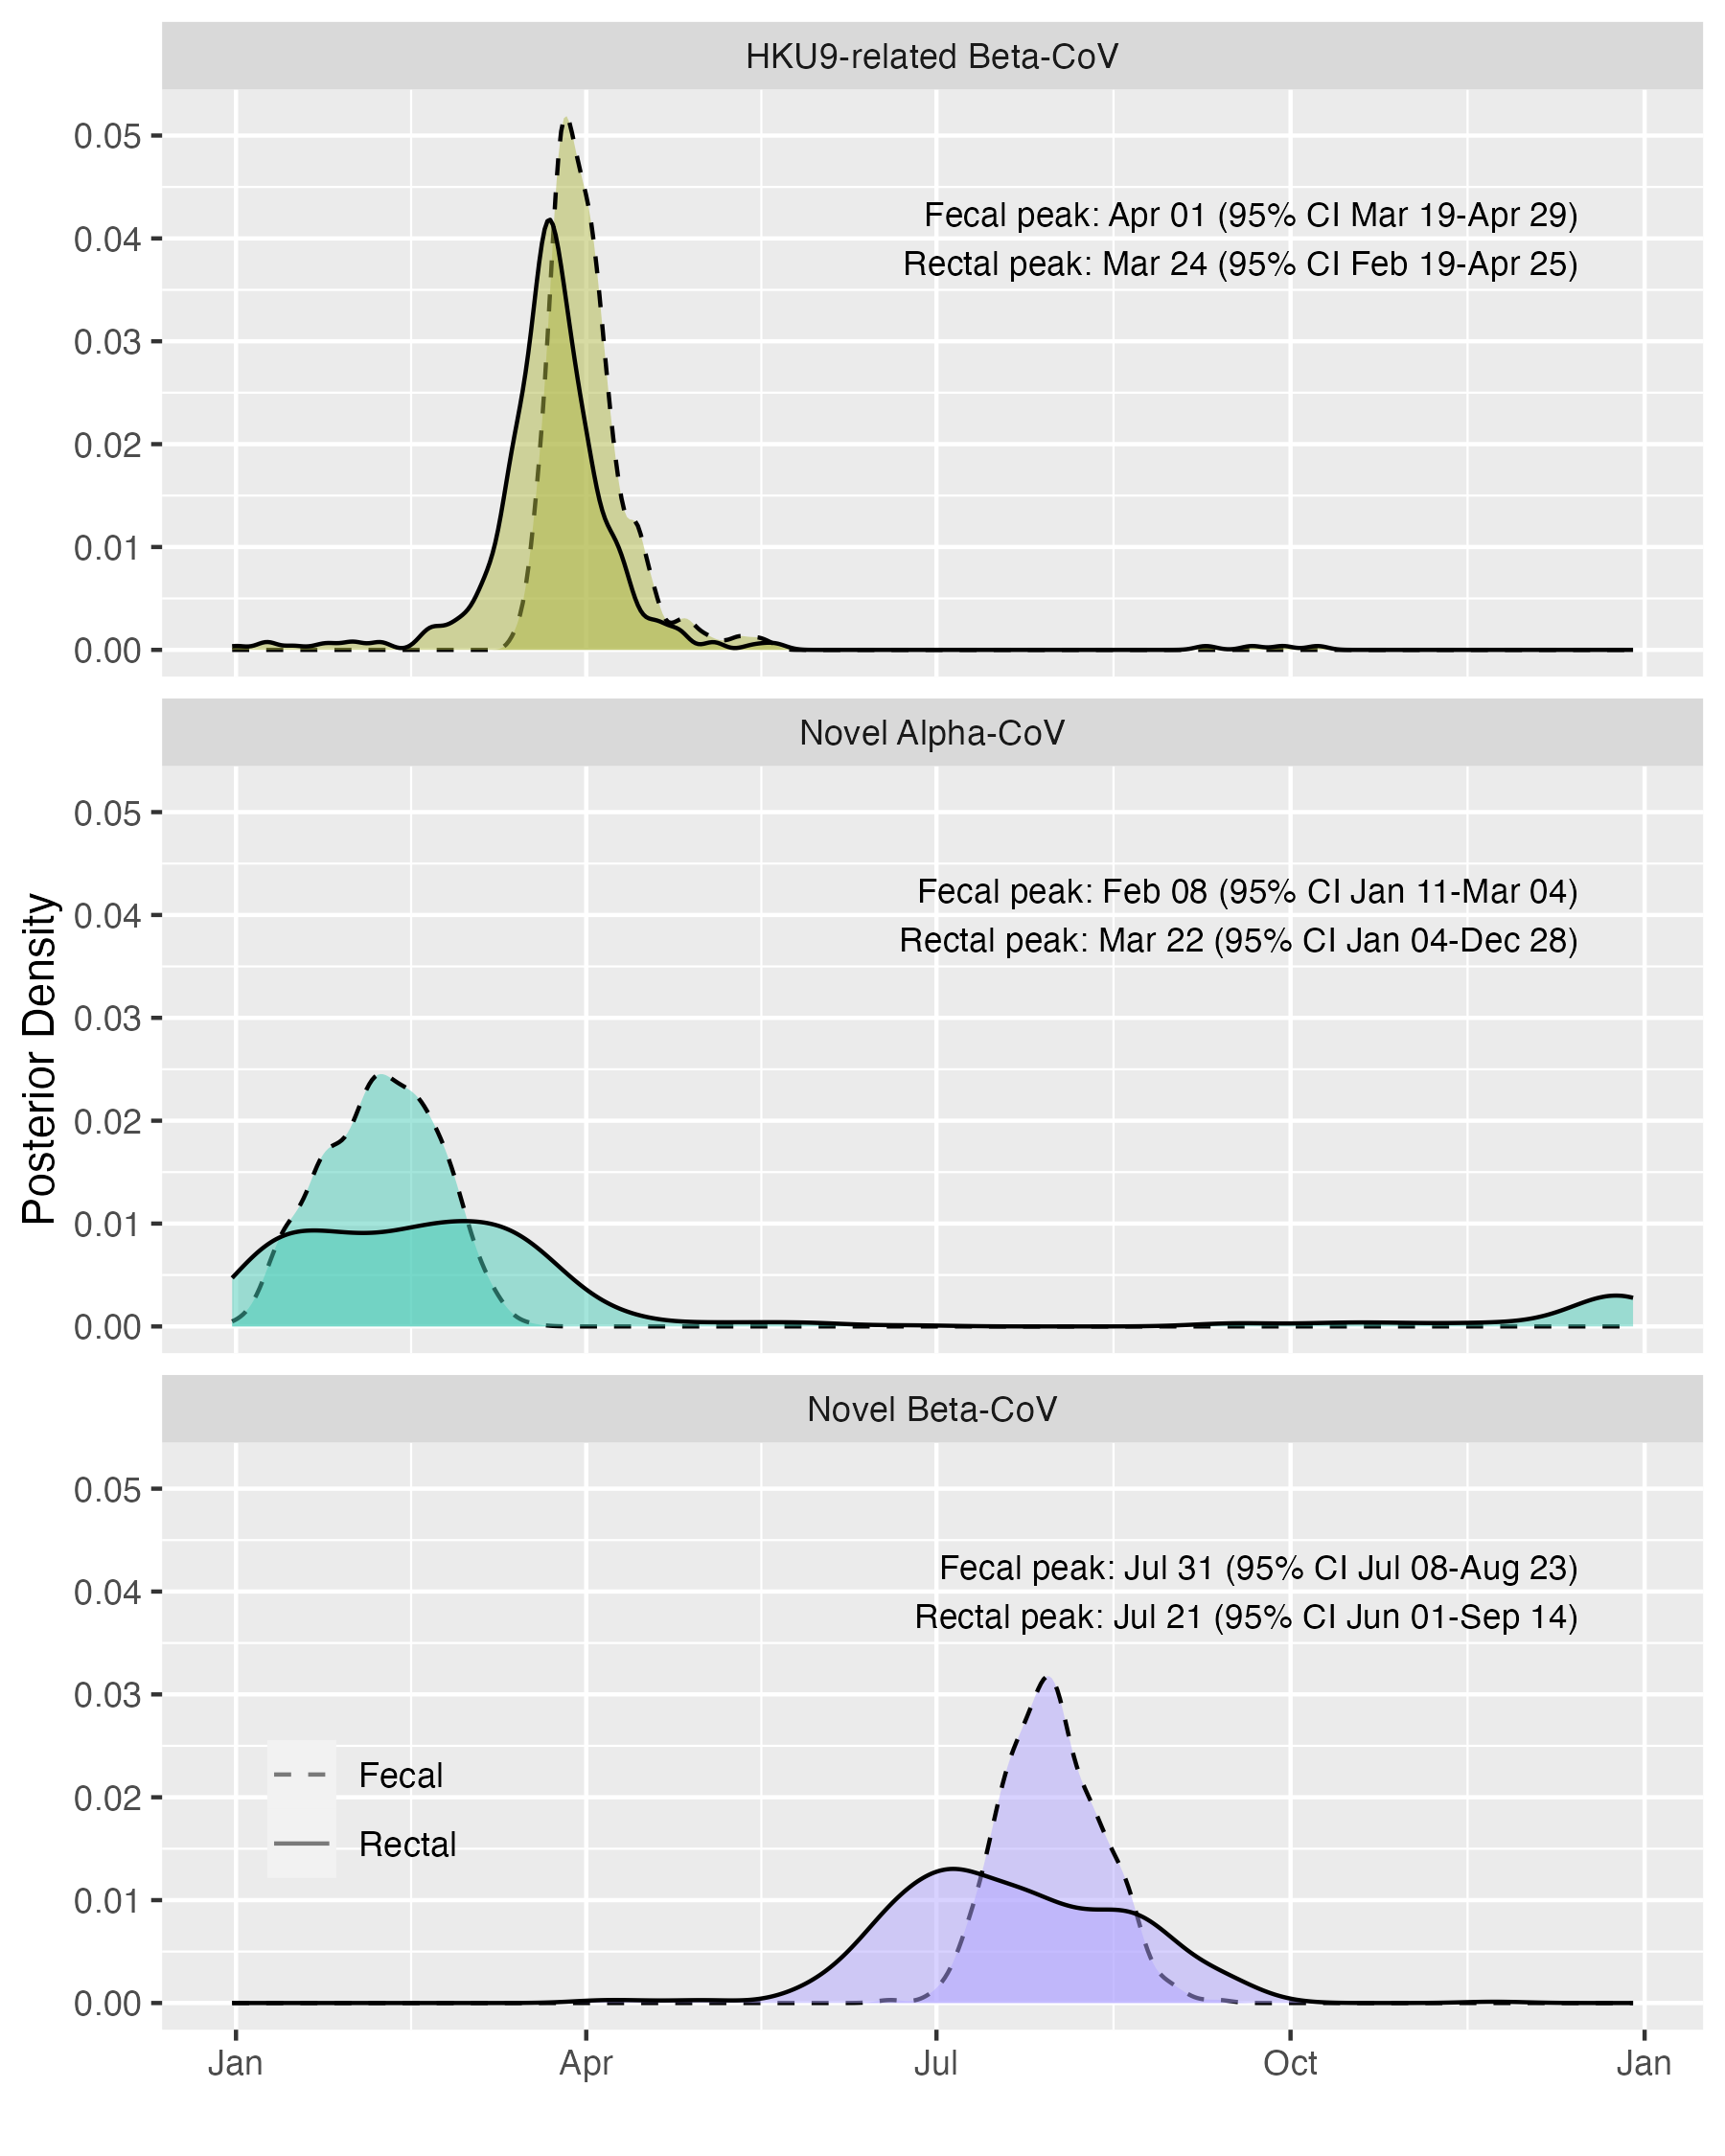 HKU9-related Beta-CoV
0.05
0.04
0.03
0.02
0.01
0.00
Fecal peak: Apr 01 (95% CI Mar 19-Apr 29)
Rectal peak: Mar 24 (95% CI Feb 19-Apr 25)
Novel Alpha-CoV
0.05
0.04
0.03
0.02
0.01
0.00
Fecal peak: Feb 08 (95% CI Jan 11-Mar 04)
Rectal peak: Mar 22 (95% CI Jan 04-Dec 28)
Posterior Density
Novel Beta-CoV
0.05
0.04
0.03
0.02
0.01
0.00
Fecal peak: Jul 31 (95% CI Jul 08-Aug 23)
Rectal peak: Jul 21 (95% CI Jun 01-Sep 14)
Fecal
Rectal
Jan Apr Jul Oct Jan